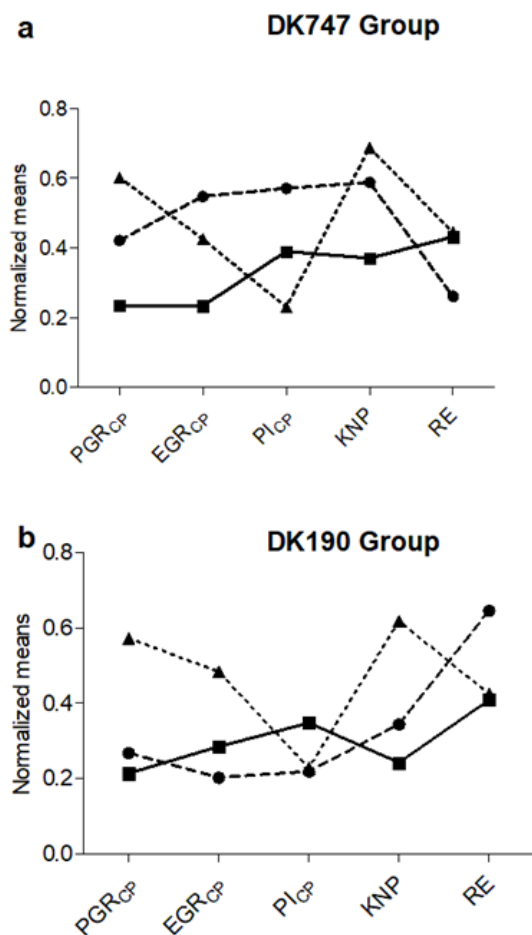 a
DK747 Group
Normalized means
0.8
0.6
0.4
0.2
0.0
PGRCP
EGRCP
PICP
KNP
RE
b
DK190 Group
Normalized means
0.8
0.6
0.4
0.2
0.0
PGRCP
EGRCP
PICP
KNP
RE